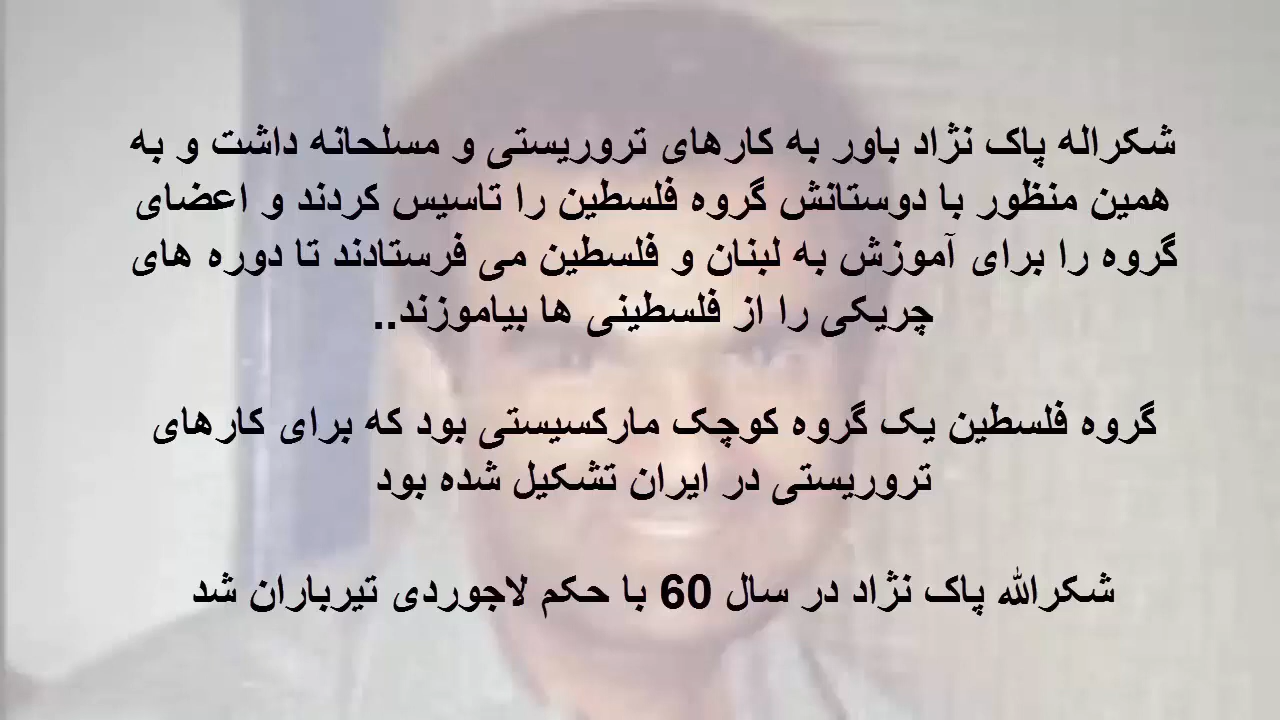 شکراله پاک نژاد باور به کارهای تروریستی و مسلحانه داشت و به
همین منظور با دوستانش گروه فلسطین را تاسیس کردند و اعضای
گروه را برای آموزش به لبنان و فلسطین می فرستادند تا دوره های
چریکی را از فلسطینی ها بیاموزند..
گروه فلسطین یک گروه کوچک مارکسیستی بود که برای کارهای
تروریستی در ایران تشکیل شده بود
شکرالله پاک نژاد در سال 60 با حکم لاجوردی تیرباران شد